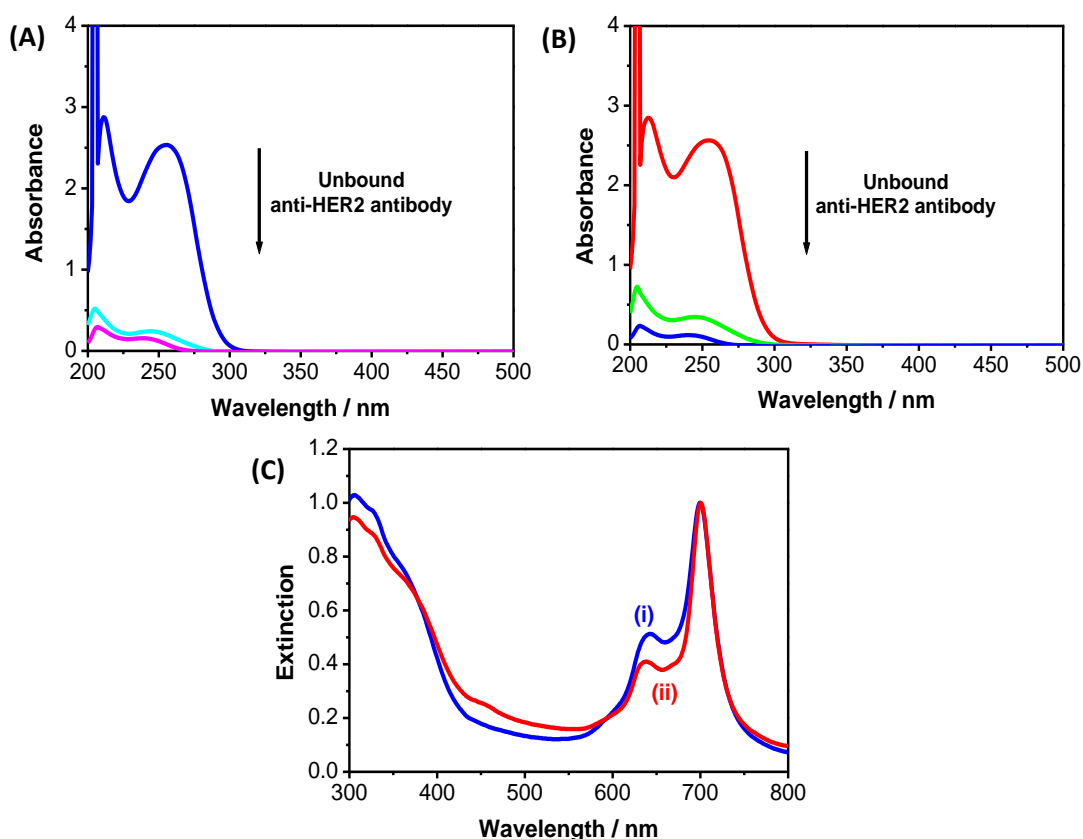 (A)
4
3
2
1
0
Absorbance
Unbound
anti-HER2 antibody
200 250 300 350 400 450 500
Wavelength / nm
(B)
4
3
2
1
0
Absorbance
Unbound
anti-HER2 antibody
200 250 300 350 400 450 500
Wavelength / nm
(C)
1.2
1.0
0.8
0.6
0.4
0.2
0.0
Extinction
(i)
(ii)
300 400 500 600 700 800
Wavelength / nm